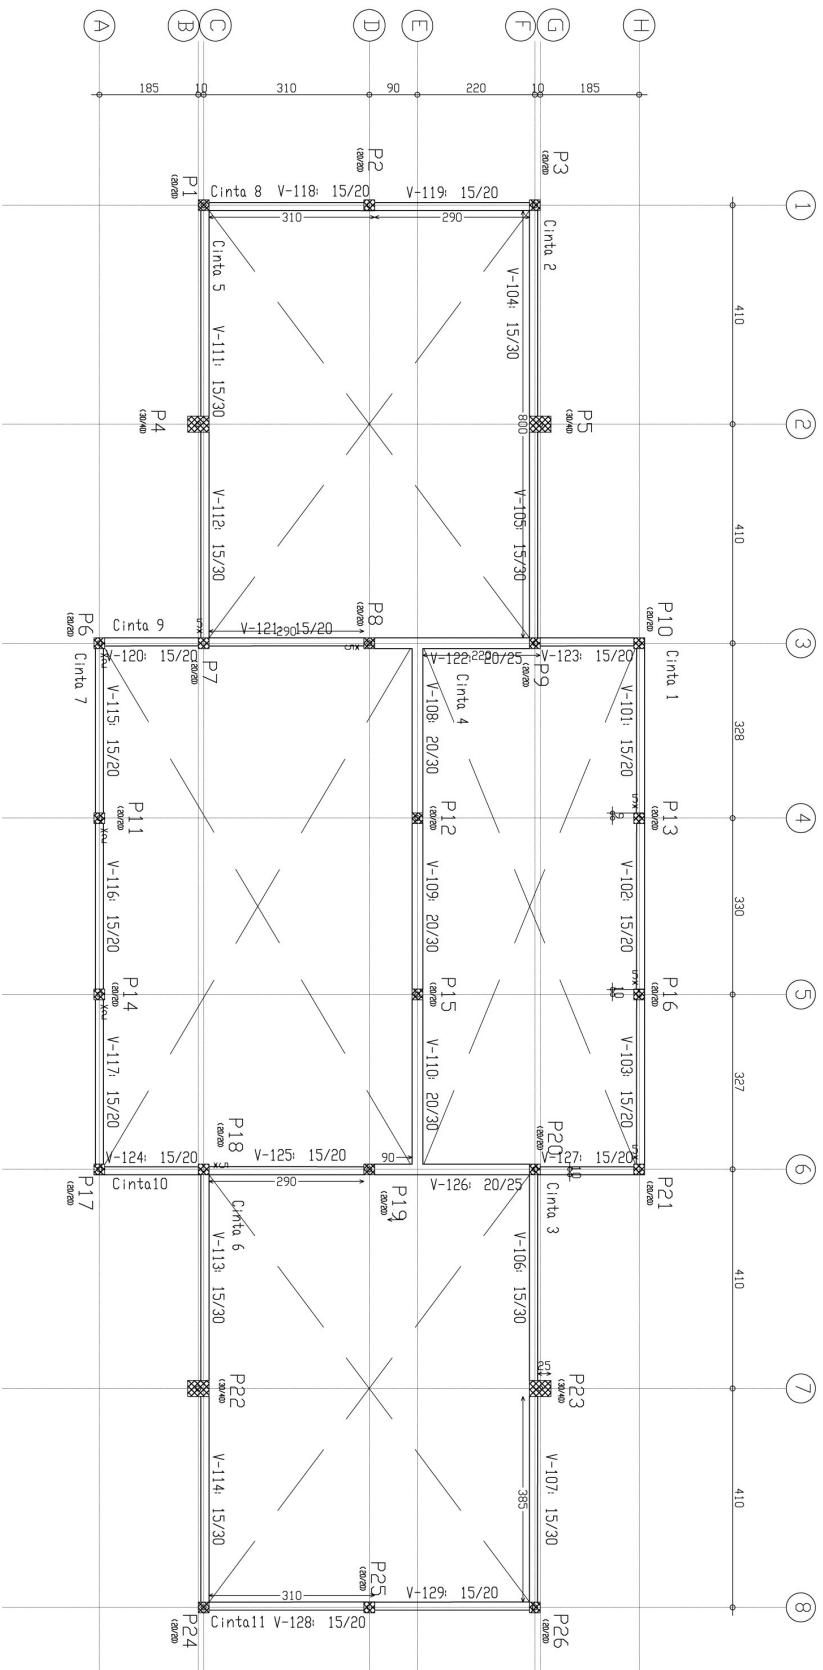 A
B
C
D
E
F
G
H
185
10
310
90
220
10
185
1
410
2
410
3
328
4
330
5
327
6
410
7
410
8
P3
(20/20)
P2
(20/20)
P1
(20/20)
Cinta 8 V-118: 15/20
V-119: 15/20
310
290
Cinta 2
Cinta 5
V-104: 15/30
V-111: 15/30
P5
(30/40)
P4
(30/40)
800
V-105: 15/30
V-112: 15/30
P10
(20/20)
P8
(20/20)
P6
(20/20)
Cinta 9
V-121: 15/20
290
5
5
V-120: 15/20
P7
(20/20)
V-122: 20/25
220
P9
(20/20)
V-123: 15/20
Cinta 1
Cinta 4
Cinta 7
V-101: 15/20
V-108: 20/30
V-115: 15/20
P13
(20/20)
P12
(20/20)
P11
(20/20)
5
9
V-102: 15/20
V-109: 20/30
V-116: 15/20
P16
(20/20)
P15
(20/20)
P14
(20/20)
5
10
V-103: 15/20
V-110: 20/30
V-117: 15/20
P20
(20/20)
P18
(20/20)
V-124: 15/20
V-125: 15/20
90
V-127: 15/20
5
10
P21
(20/20)
P17
(20/20)
Cinta10
290
V-126: 20/25
P19
(20/20)
Cinta 3
Cinta 6
V-106: 15/30
V-113: 15/30
25
P23
(30/40)
P22
(30/40)
385
V-107: 15/30
V-114: 15/30
P25
(20/20)
310
V-129: 15/20
P24
(20/20)
Cinta11 V-128: 15/20
P26
(20/20)